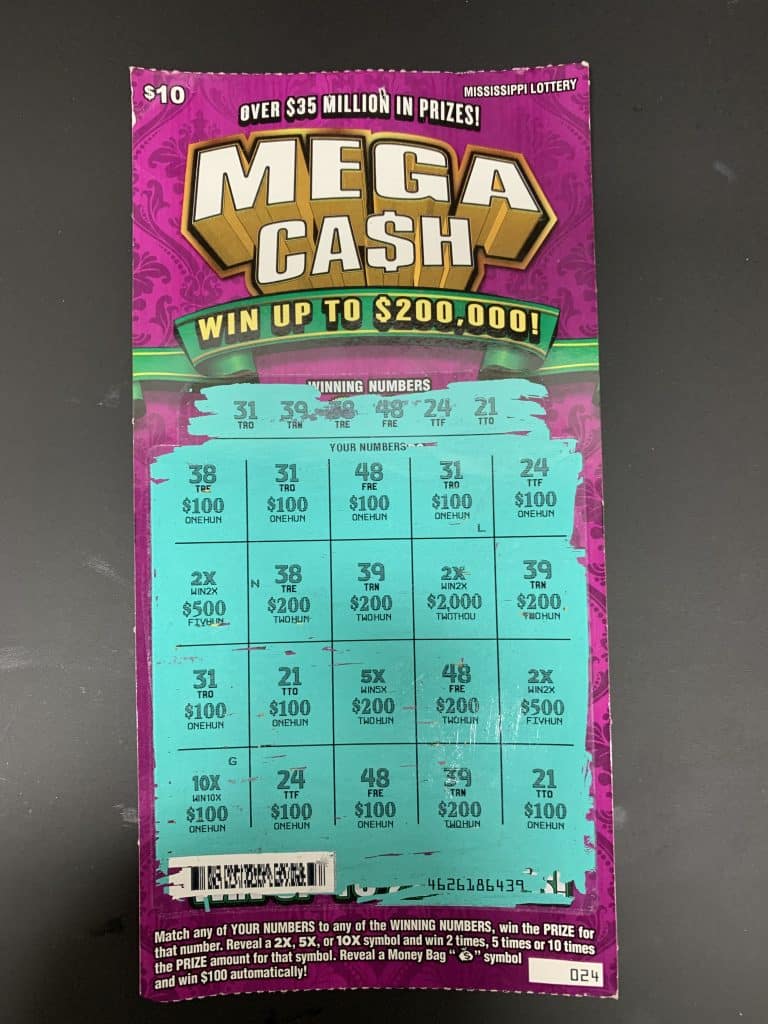 $10
MISSISSIPPI LOTTERY
OVER $35 MILLION IN PRIZES!
MEGA
CA$H
WIN UP TO $200,000!
WINNING NUMBERS
31 39 38 48 24 21
TRO TRN TRE FRE TTF TTO
YOUR NUMBERS
38 31 48 31 24
TRE TRO FRE TRO TTF
$100 $100 $100 $100 $100
ONEHUN ONEHUN ONEHUN ONEHUN ONEHUN
L
2X N 38 39 2X 39
WIN2X TRE TRN WIN2X TRN
$500 $200 $200 $2,000 $200
FIVHUN TWOHUN TWOHUN TWOTHOU TWOHUN
31 21 5X 48 2X
TRO TTO WIN5X FRE WIN2X
$100 $100 $200 $200 $500
ONEHUN ONEHUN TWOHUN TWOHUN FIVHUN
G
10X 24 48 39 21
WIN10X TTF FRE TRN TTO
$100 $100 $100 $200 $100
ONEHUN ONEHUN ONEHUN TWOHUN ONEHUN
4626186439
Match any of YOUR NUMBERS to any of the WINNING NUMBERS, win the PRIZE for
that number. Reveal a 2X, 5X, or 10X symbol and win 2 times, 5 times or 10 times
the PRIZE amount for that symbol. Reveal a Money Bag " " symbol
and win $100 automatically!
024